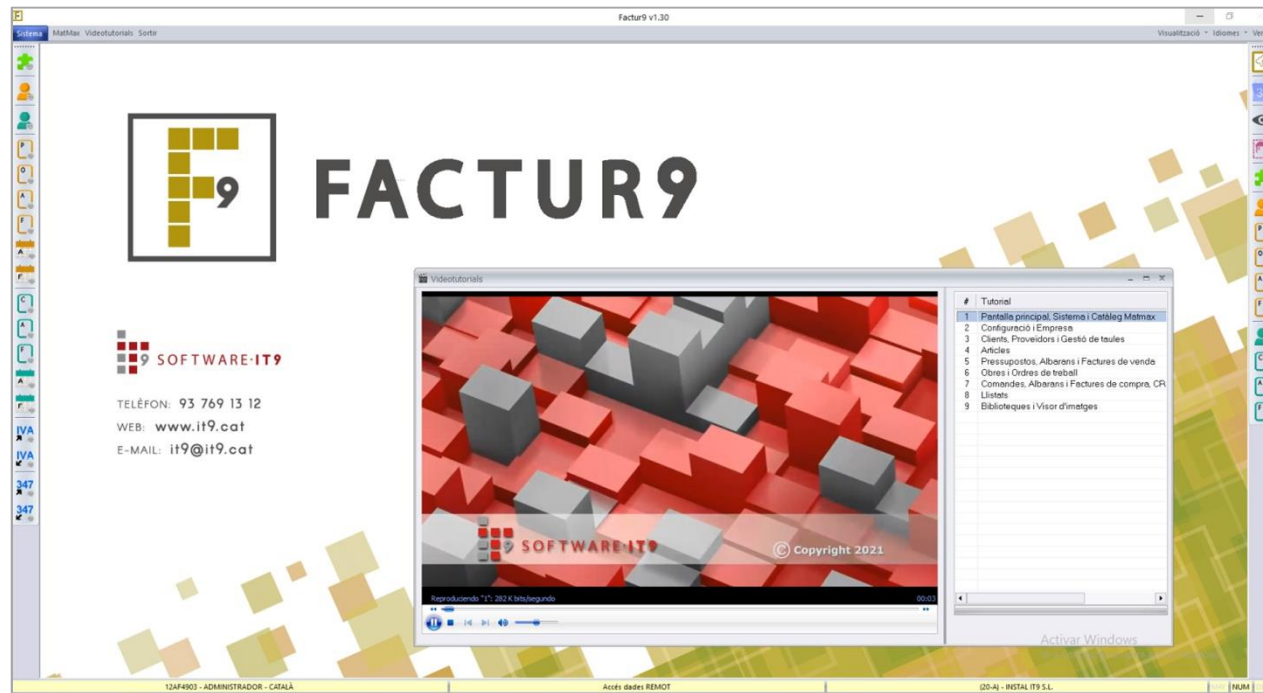 Factur9 v1.30
Sistema MatMax Videotutorials Sortir
Visualització Idiomes
F9
FACTUR9
9 SOFTWARE·IT9
TELÈFON: 93 769 13 12
WEB: www.it9.cat
E-MAIL: it9@it9.cat
P
O
A
F
A
F
C
A
F
A
F
IVA
IVA
347
347
Videotutorials
# Tutorial
1 Pantalla principal, Sistema i Catàleg Matmax
2 Configuració i Empresa
3 Clients, Proveïdors i Gestió de taules
4 Articles
5 Pressupostos, Albarans i Factures de venda
6 Obres i Ordres de treball
7 Comandes, Albarans i Factures de compra, CR
8 Llistats
9 Biblioteques i Visor d'imatges
9 SOFTWARE·IT9
© Copyright 2021
Reproduciendo "1": 282 K bits/segundo 00:03
Activar Windows
P
O
A
F
C
A
F
12AF4903 - ADMINISTRADOR - CATALÀ
Accés dades REMOT
(20-A) - INSTAL IT9 S.L.
NUM